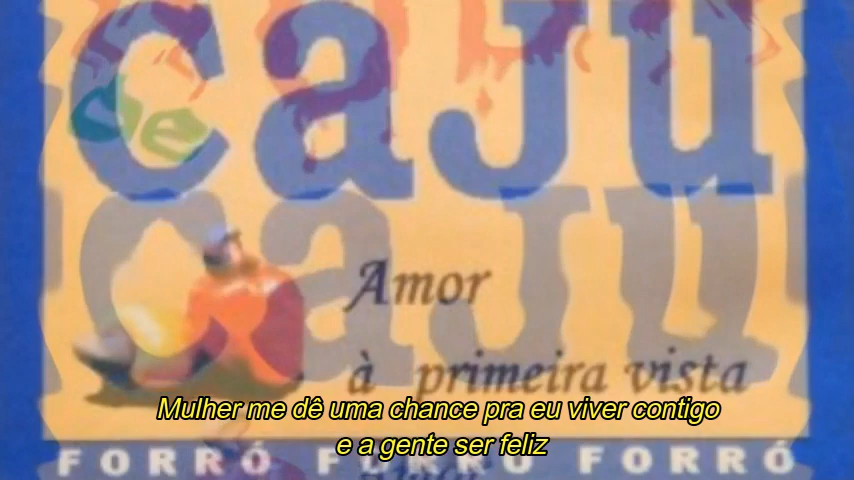 caju
de
caju
Amor
à primeira vista
Mulher me dê uma chance pra eu viver contigo
e a gente ser feliz
FORRÓ FORRÓ FORRÓ